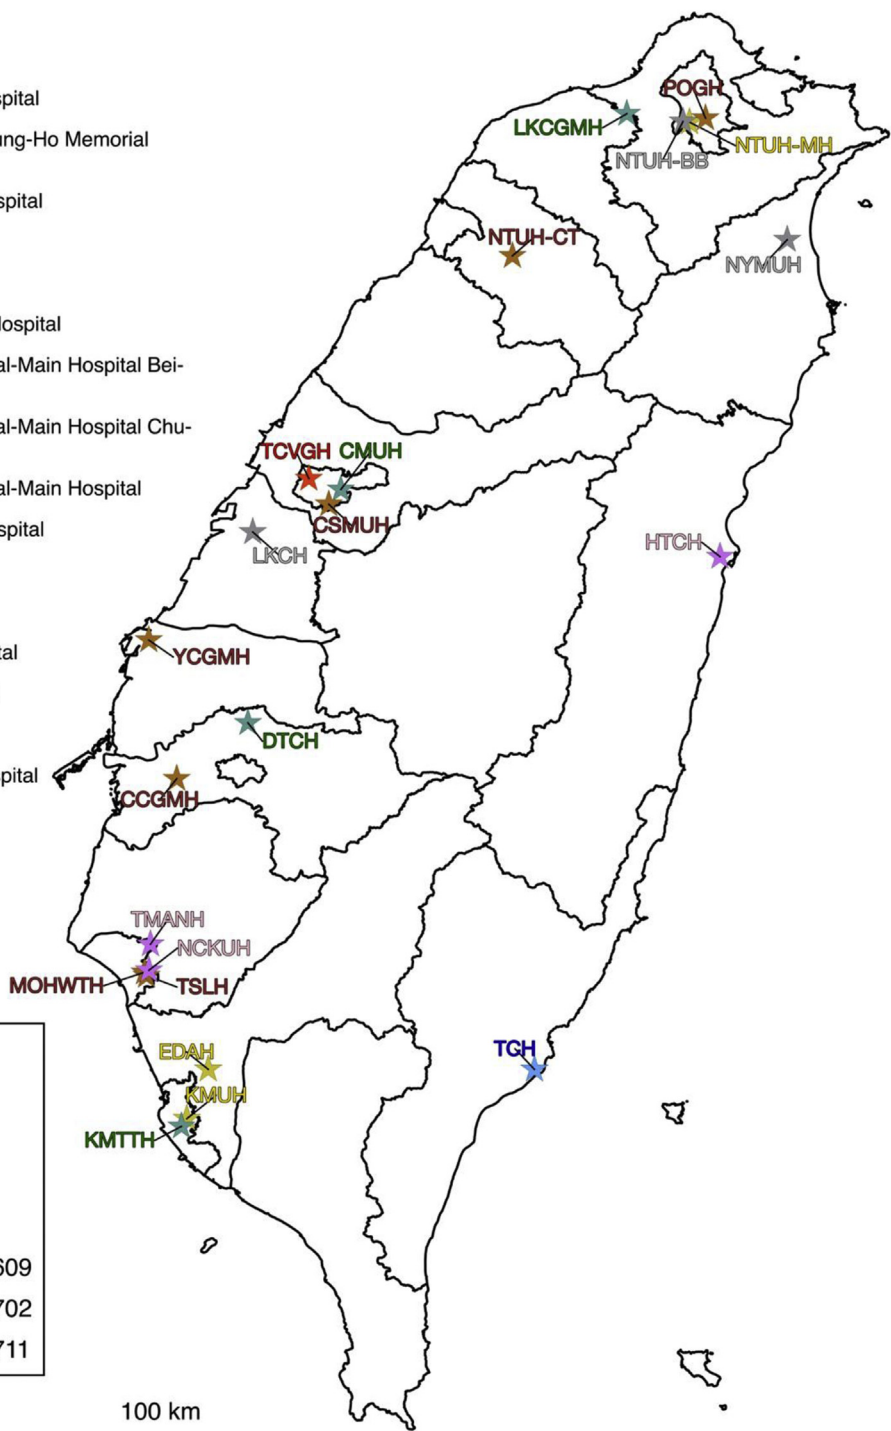 spital
ung-Ho Memorial
spital
Hospital
al-Main Hospital Bei-
al-Main Hospital Chu-
al-Main Hospital
spital
tal
spital
609
702
711
100 km
POGH
LKCGMH
NTUH-MH
NTUH-BB
NTUH-CT
NYMUH
TCVGH
CMUH
CSMUH
LKCH
HTCH
YCGMH
DTCH
CCGMH
TMANH
NCKUH
MOHWTH
TSLH
EDAH
TGH
KMUH
KMTTH